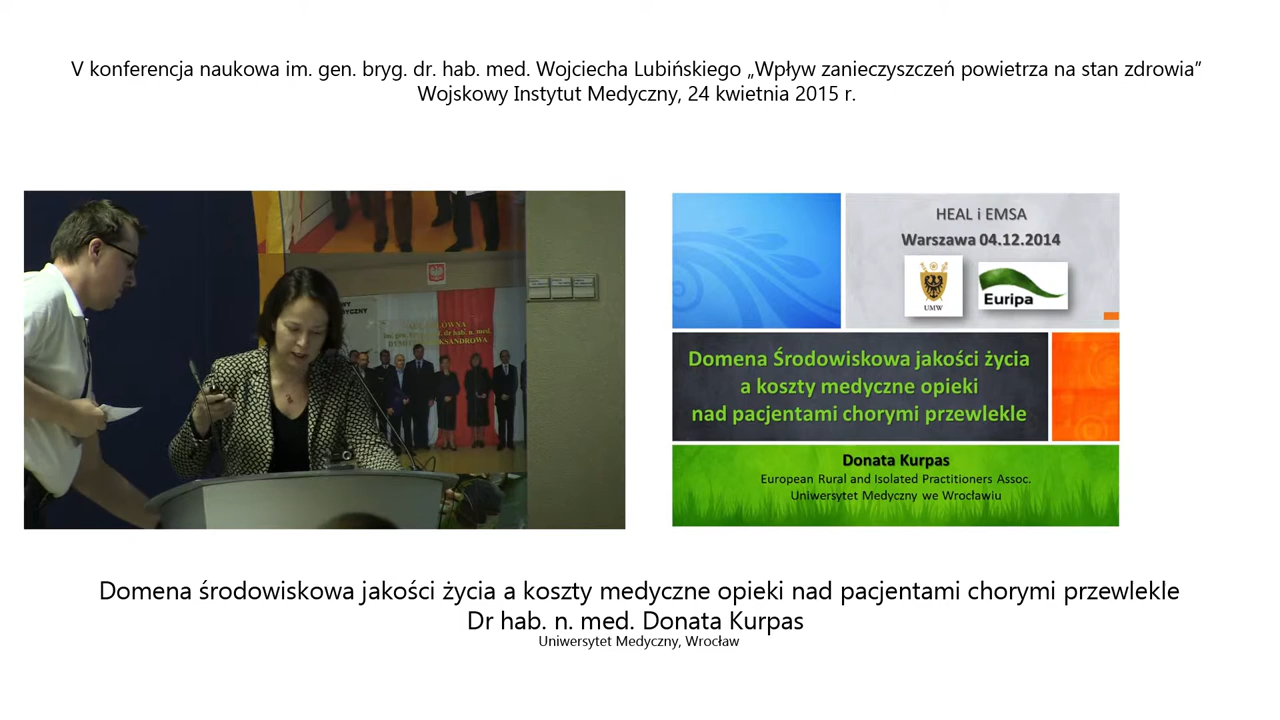 V konferencja naukowa im. gen. bryg. dr. hab. med. Wojciecha Lubińskiego „Wpływ zanieczyszczeń powietrza na stan zdrowia”
Wojskowy Instytut Medyczny, 24 kwietnia 2015 r.
HEAL i EMSA
Warszawa 04.12.2014
UMW
Euripa
Domena Środowiskowa jakości życia
a koszty medyczne opieki
nad pacjentami chorymi przewlekle
Donata Kurpas
European Rural and Isolated Practitioners Assoc.
Uniwersytet Medyczny we Wrocławiu
Domena środowiskowa jakości życia a koszty medyczne opieki nad pacjentami chorymi przewlekle
Dr hab. n. med. Donata Kurpas
Uniwersytet Medyczny, Wrocław